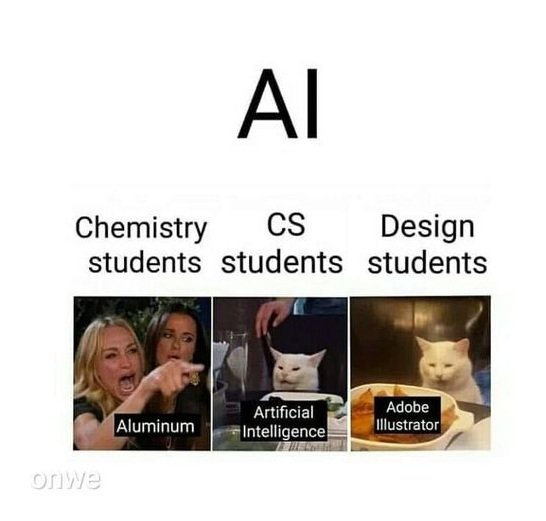 AI
Chemistry students
CS students
Design students
Aluminum
Artificial Intelligence
Adobe Illustrator
onwe